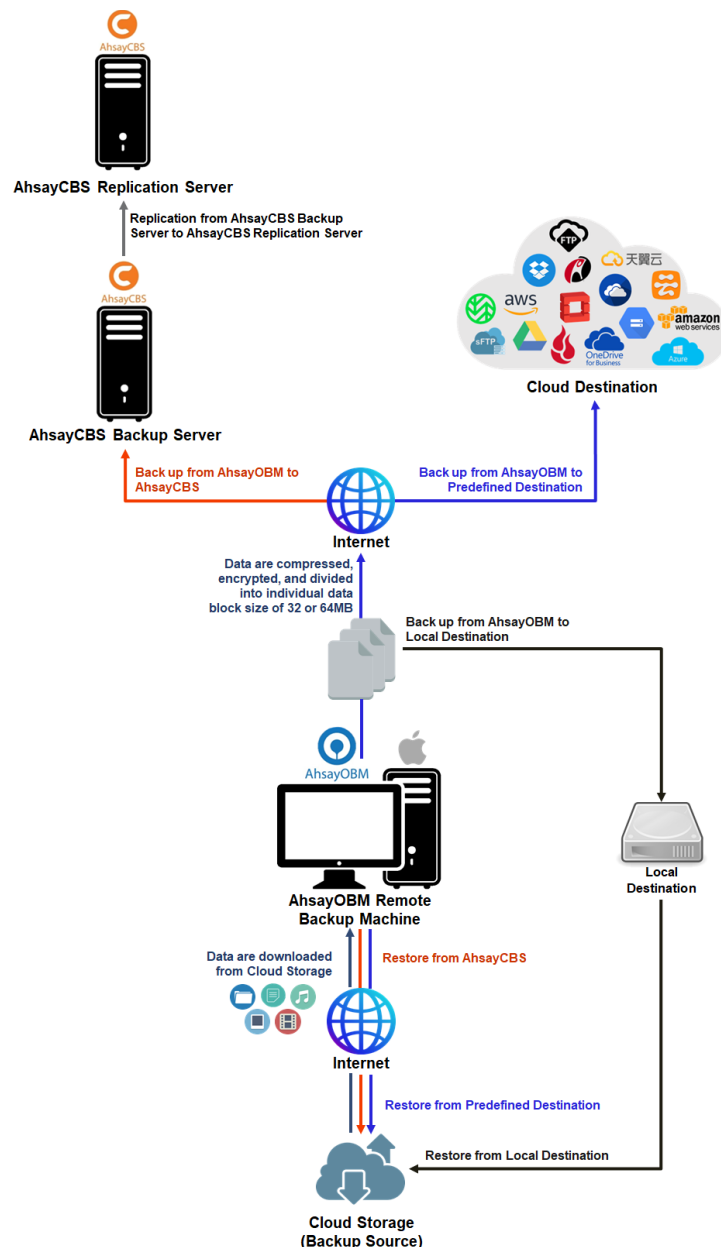 AhsayCBS
AhsayCBS Replication Server
Replication from AhsayCBS Backup
Server to AhsayCBS Replication Server
AhsayCBS
AhsayCBS Backup Server
FTP
天翼云
aws
amazon
web services
sFTP
OneDrive
for Business
Azure
Cloud Destination
Back up from AhsayOBM to
AhsayCBS
Back up from AhsayOBM to
Predefined Destination
Internet
Data are compressed,
encrypted, and divided
into individual data
block size of 32 or 64MB
Back up from AhsayOBM to
Local Destination
AhsayOBM
AhsayOBM Remote
Backup Machine
Local
Destination
Data are downloaded
from Cloud Storage
Restore from AhsayCBS
Internet
Restore from Predefined Destination
Restore from Local Destination
Cloud Storage
(Backup Source)